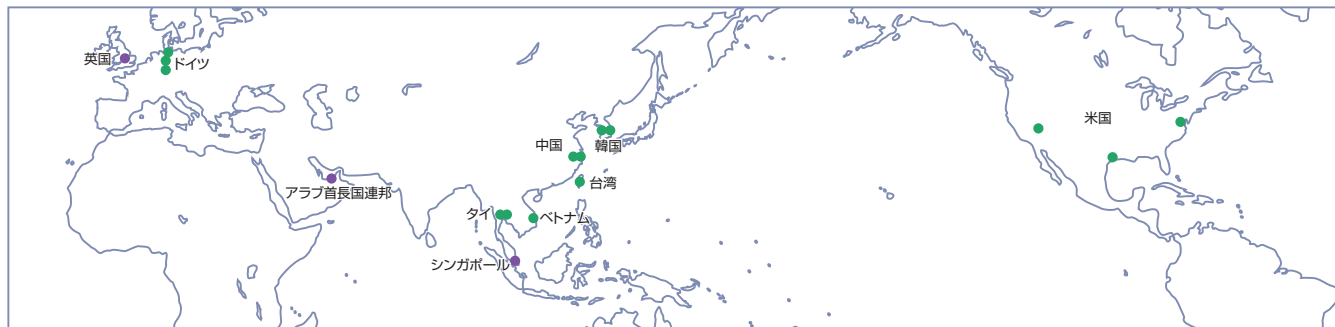 英国
ドイツ
米国
中国
韓国
台湾
アラブ首長国連邦
タイ
ベトナム
シンガポール